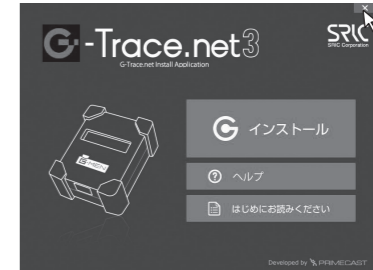 ×
G-Trace.net3
G-Trace.net Install Application
SRIC
SRIC Corporation
G-MEN
インストール
ヘルプ
はじめにお読みください
Developed by PRIMECAST